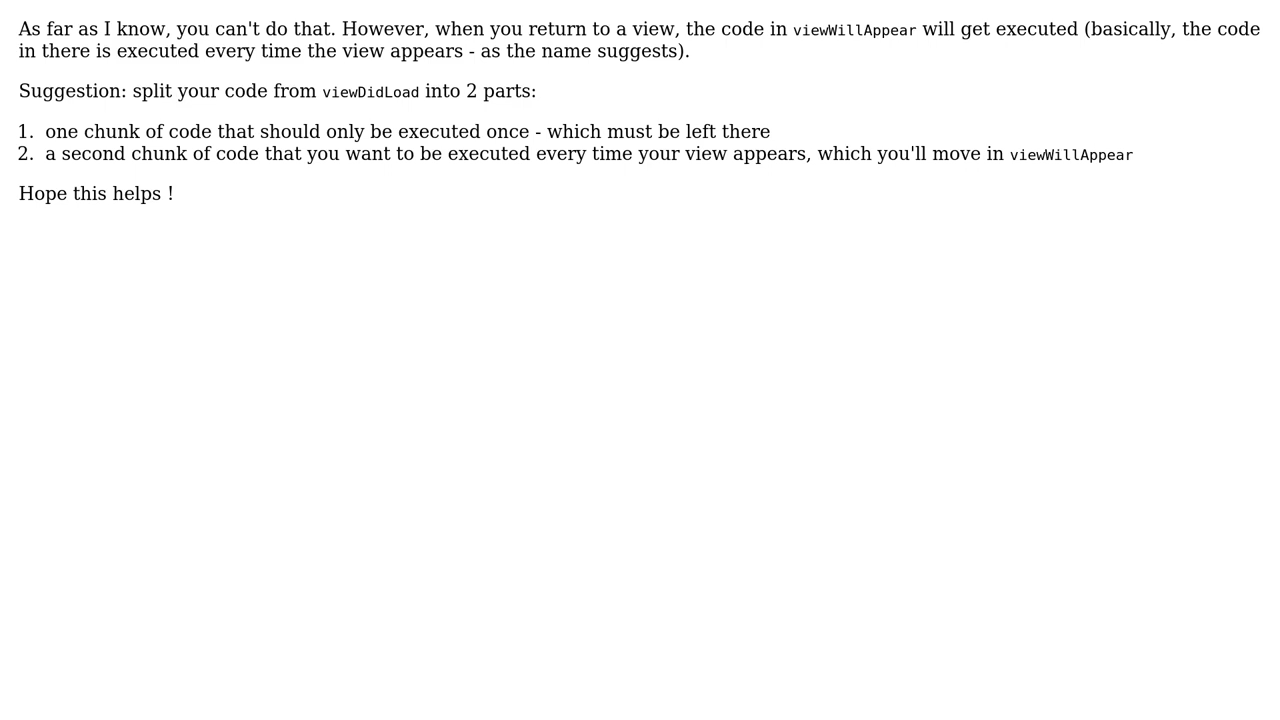 As far as I know, you can't do that. However, when you return to a view, the code in viewWillAppear will get executed (basically, the code
in there is executed every time the view appears - as the name suggests).
Suggestion: split your code from viewDidLoad into 2 parts:
1. one chunk of code that should only be executed once - which must be left there
2. a second chunk of code that you want to be executed every time your view appears, which you'll move in viewWillAppear
Hope this helps !